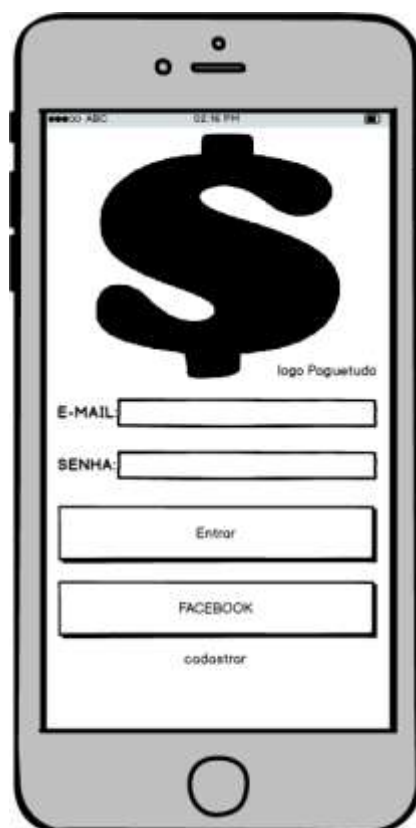 ABC 02:16 PM
$
logo Paguetudo
E-MAIL:
SENHA:
Entrar
FACEBOOK
cadastrar